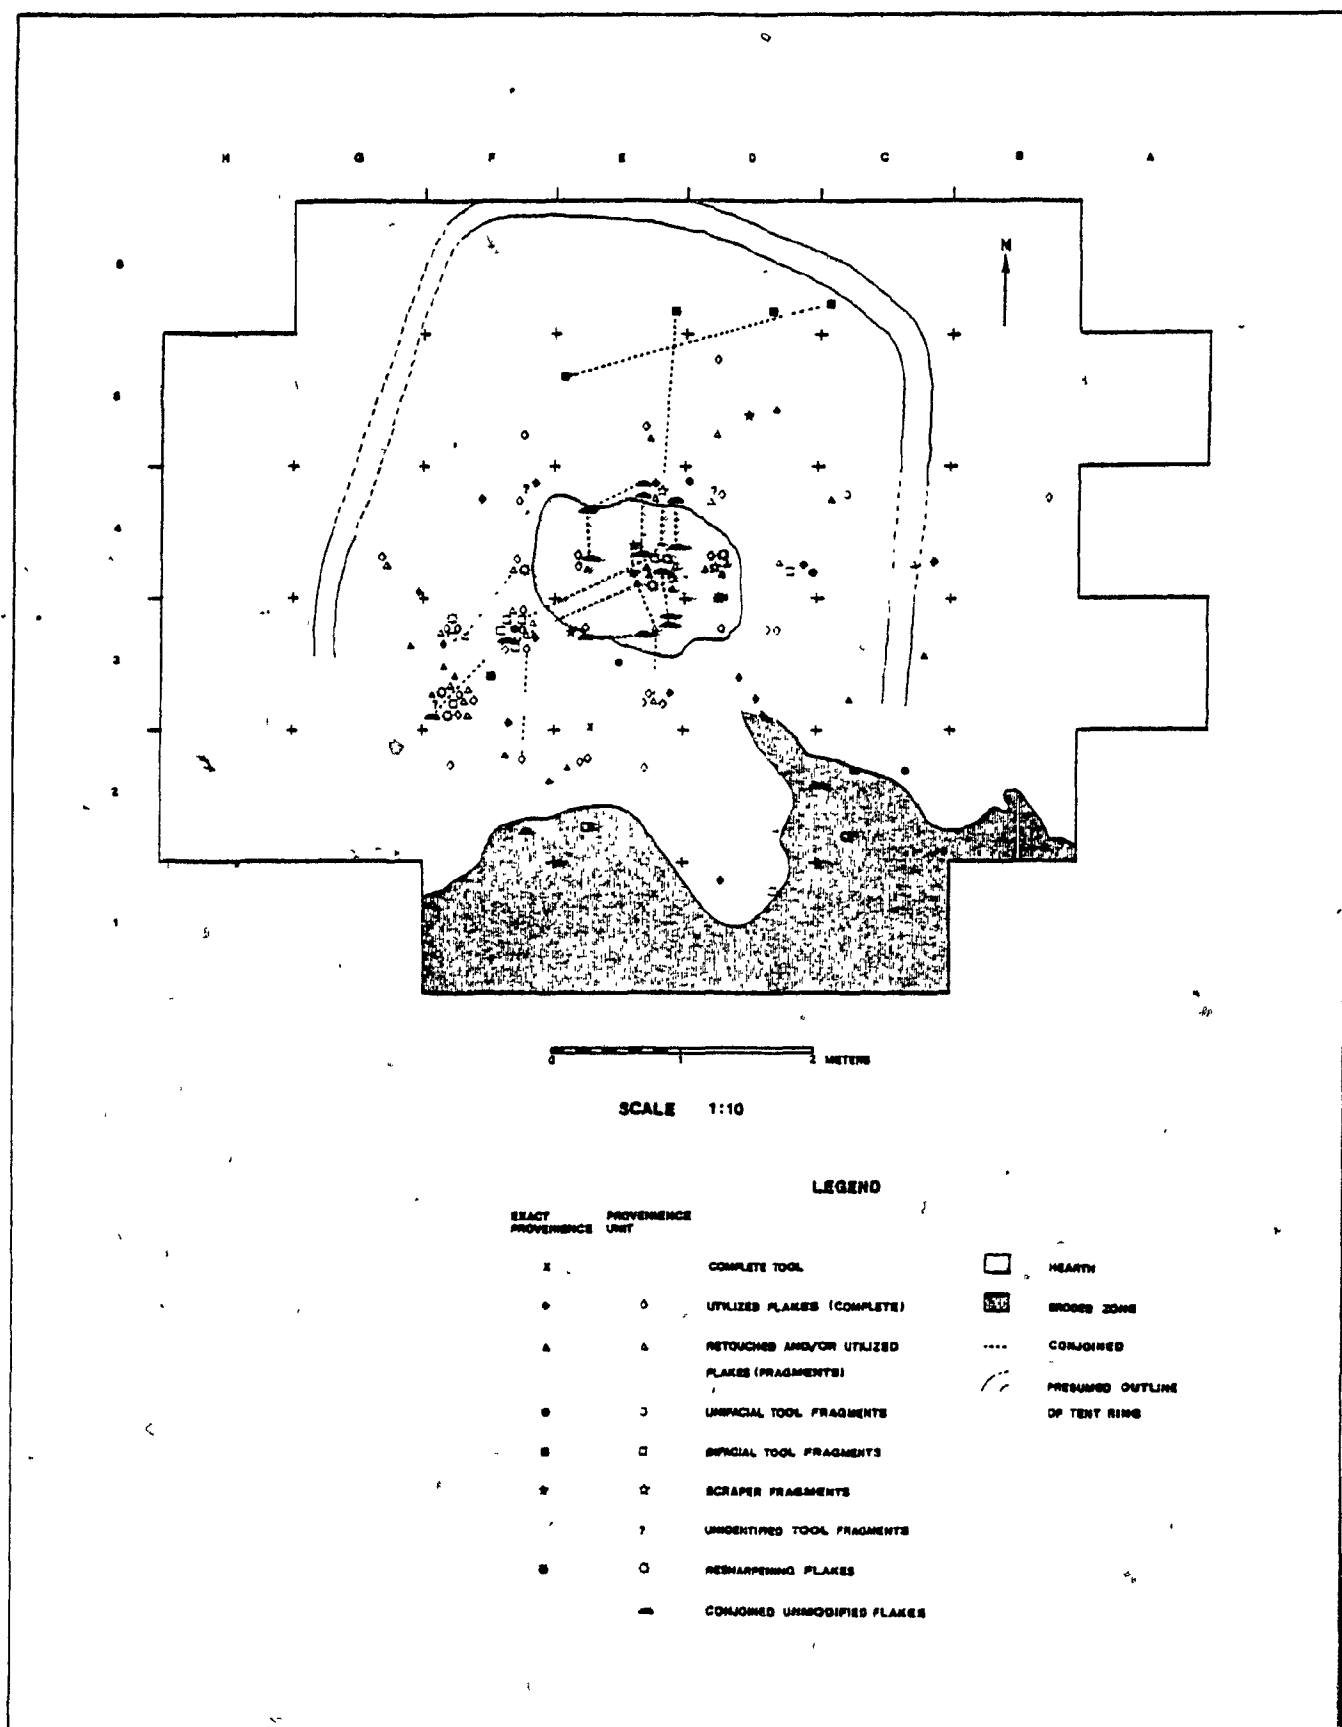 H G F E D C B A
N
6
5
4
3
2
1
0 1 2 METERS
SCALE 1:10
LEGEND
EXACT PROVENIENCE
PROVENIENCE UNIT
x COMPLETE TOOL
UTILIZED FLAKES (COMPLETE)
RETOUCHED AND/OR UTILIZED
FLAKES (FRAGMENTS)
UNIFACIAL TOOL FRAGMENTS
BIFACIAL TOOL FRAGMENTS
SCRAPER FRAGMENTS
? UNIDENTIFIED TOOL FRAGMENTS
RESHARPENING FLAKES
CONJOINED UNMODIFIED FLAKES
HEARTH
ERODED ZONE
CONJOINED
PRESUMED OUTLINE
OF TENT RING